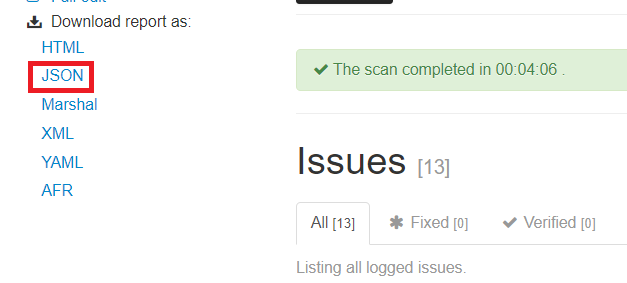 Download report as:
HTML
JSON
Marshal
XML
YAML
AFR
The scan completed in 00:04:06 .
Issues [13]
All [13] Fixed [0] Verified [0]
Listing all logged issues.